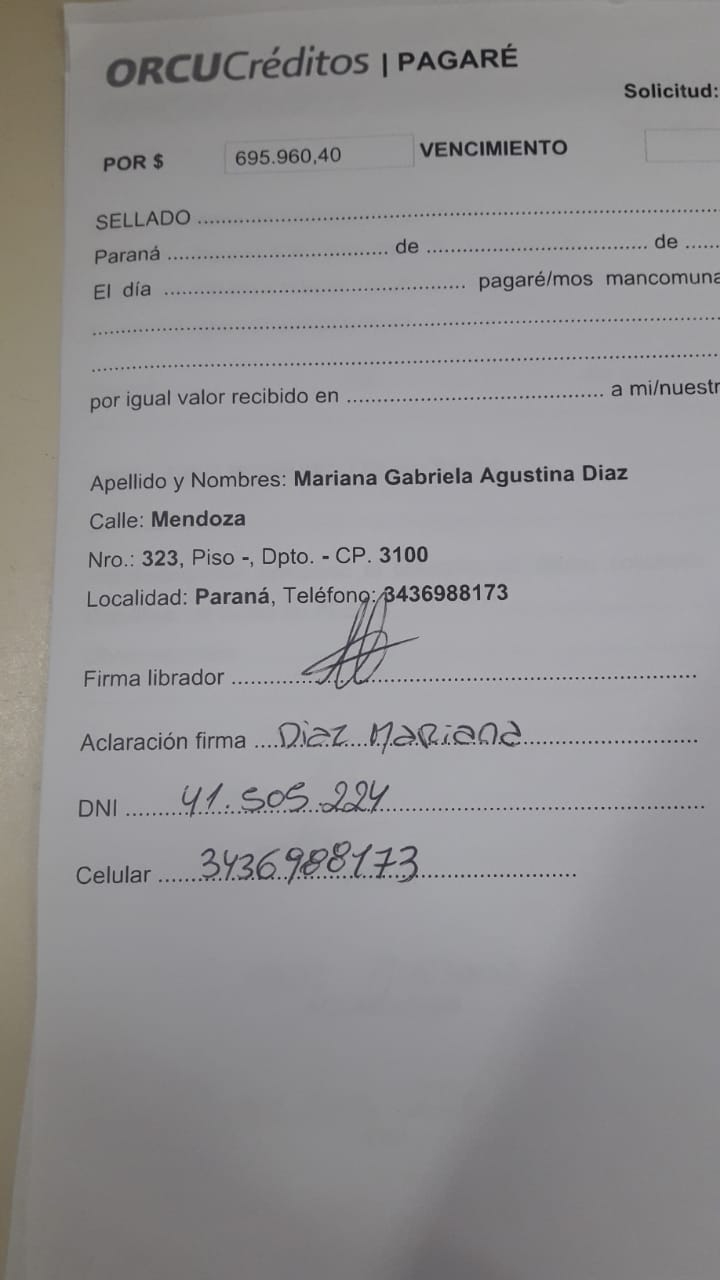 ORCUCréditos | PAGARÉ
Solicitud:
POR $ 695.960,40 VENCIMIENTO
SELLADO ........................................................................
Paraná ..................................... de ..................................... de ......
El día .................................................. pagaré/mos mancomuna
..........................................................................................
..........................................................................................
por igual valor recibido en .......................................... a mi/nuestr
Apellido y Nombres: Mariana Gabriela Agustina Diaz
Calle: Mendoza
Nro.: 323, Piso -, Dpto. - CP. 3100
Localidad: Paraná, Teléfono: 3436988173
Firma librador ..........................................................................
Aclaración firma .... Diaz Mariana ............................
DNI ........ 41.505.224 ..................................................
Celular ....... 3436988173 ..........................